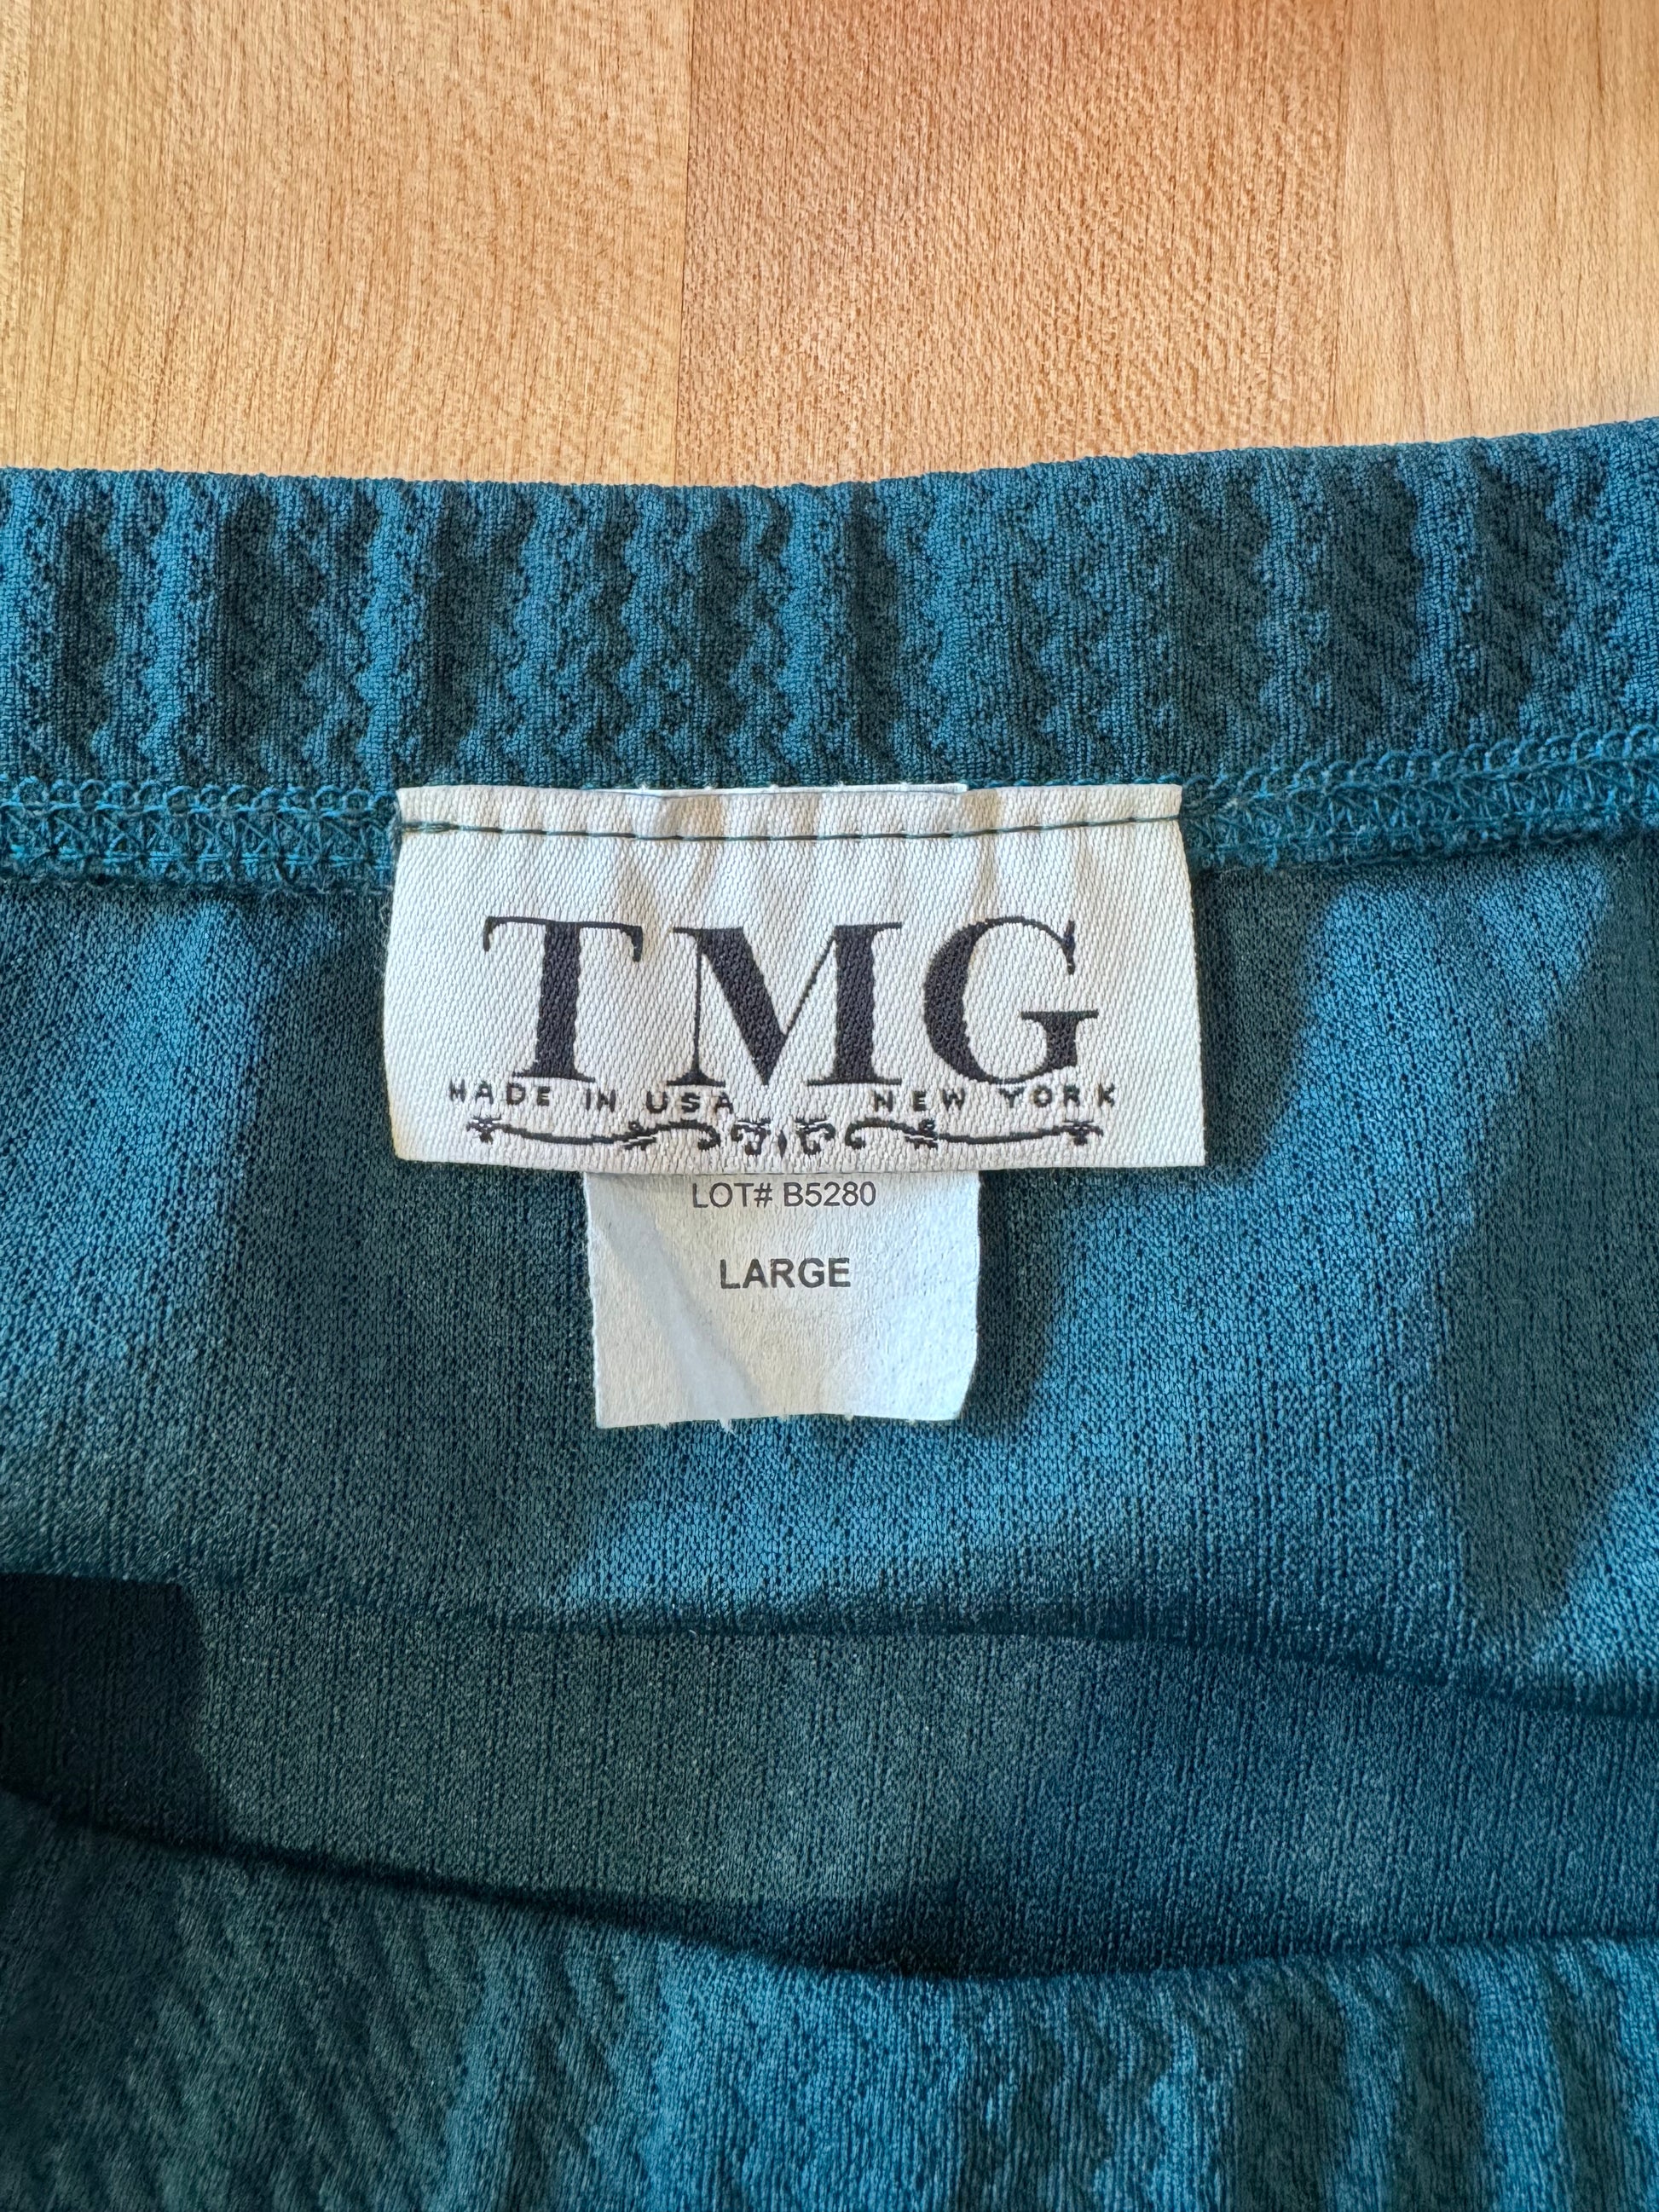 TMG
MADE IN USA NEW YORK
LOT# B5280
LARGE